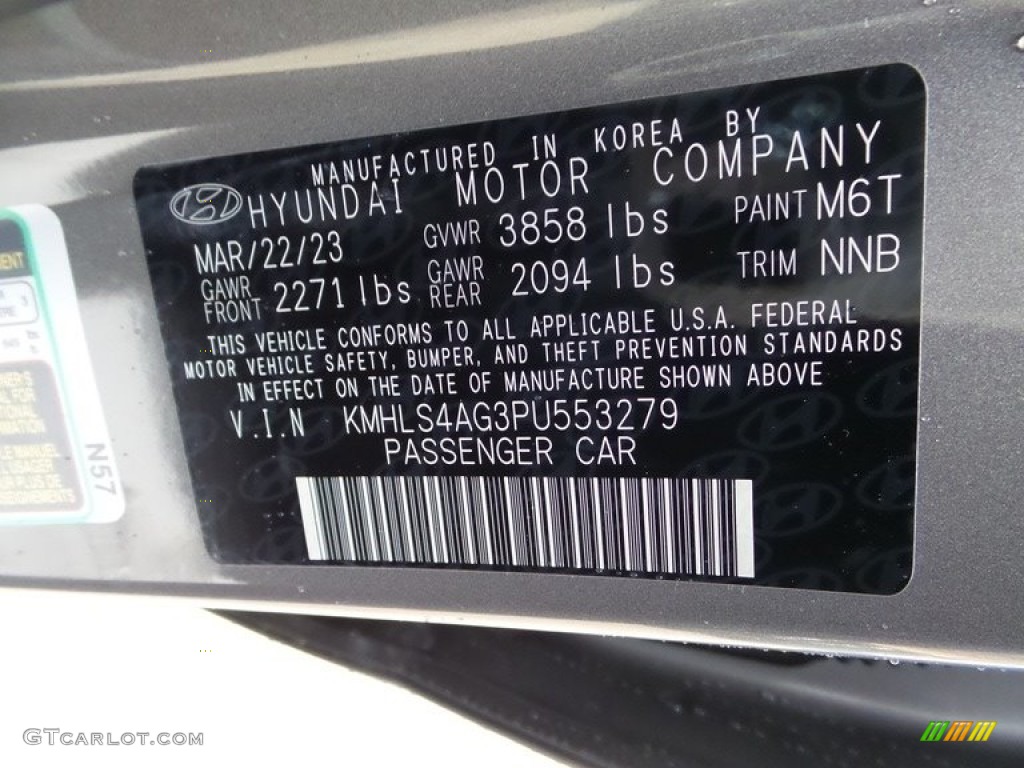 MANUFACTURED IN KOREA BY
HYUNDAI MOTOR COMPANY
MAR/22/23 GVWR 3858 lbs PAINT M6T
GAWR FRONT 2271 lbs GAWR REAR 2094 lbs TRIM NNB
THIS VEHICLE CONFORMS TO ALL APPLICABLE U.S.A. FEDERAL
MOTOR VEHICLE SAFETY, BUMPER, AND THEFT PREVENTION STANDARDS
IN EFFECT ON THE DATE OF MANUFACTURE SHOWN ABOVE
V.I.N KMHLS4AG3PU553279
PASSENGER CAR
N57
GTCarlot.com